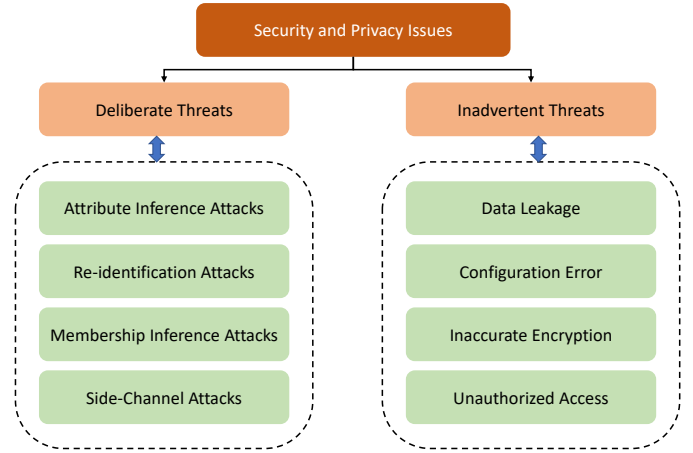 Security and Privacy Issues
Deliberate Threats
Attribute Inference Attacks
Re-identification Attacks
Membership Inference Attacks
Side-Channel Attacks
Inadvertent Threats
Data Leakage
Configuration Error
Inaccurate Encryption
Unauthorized Access